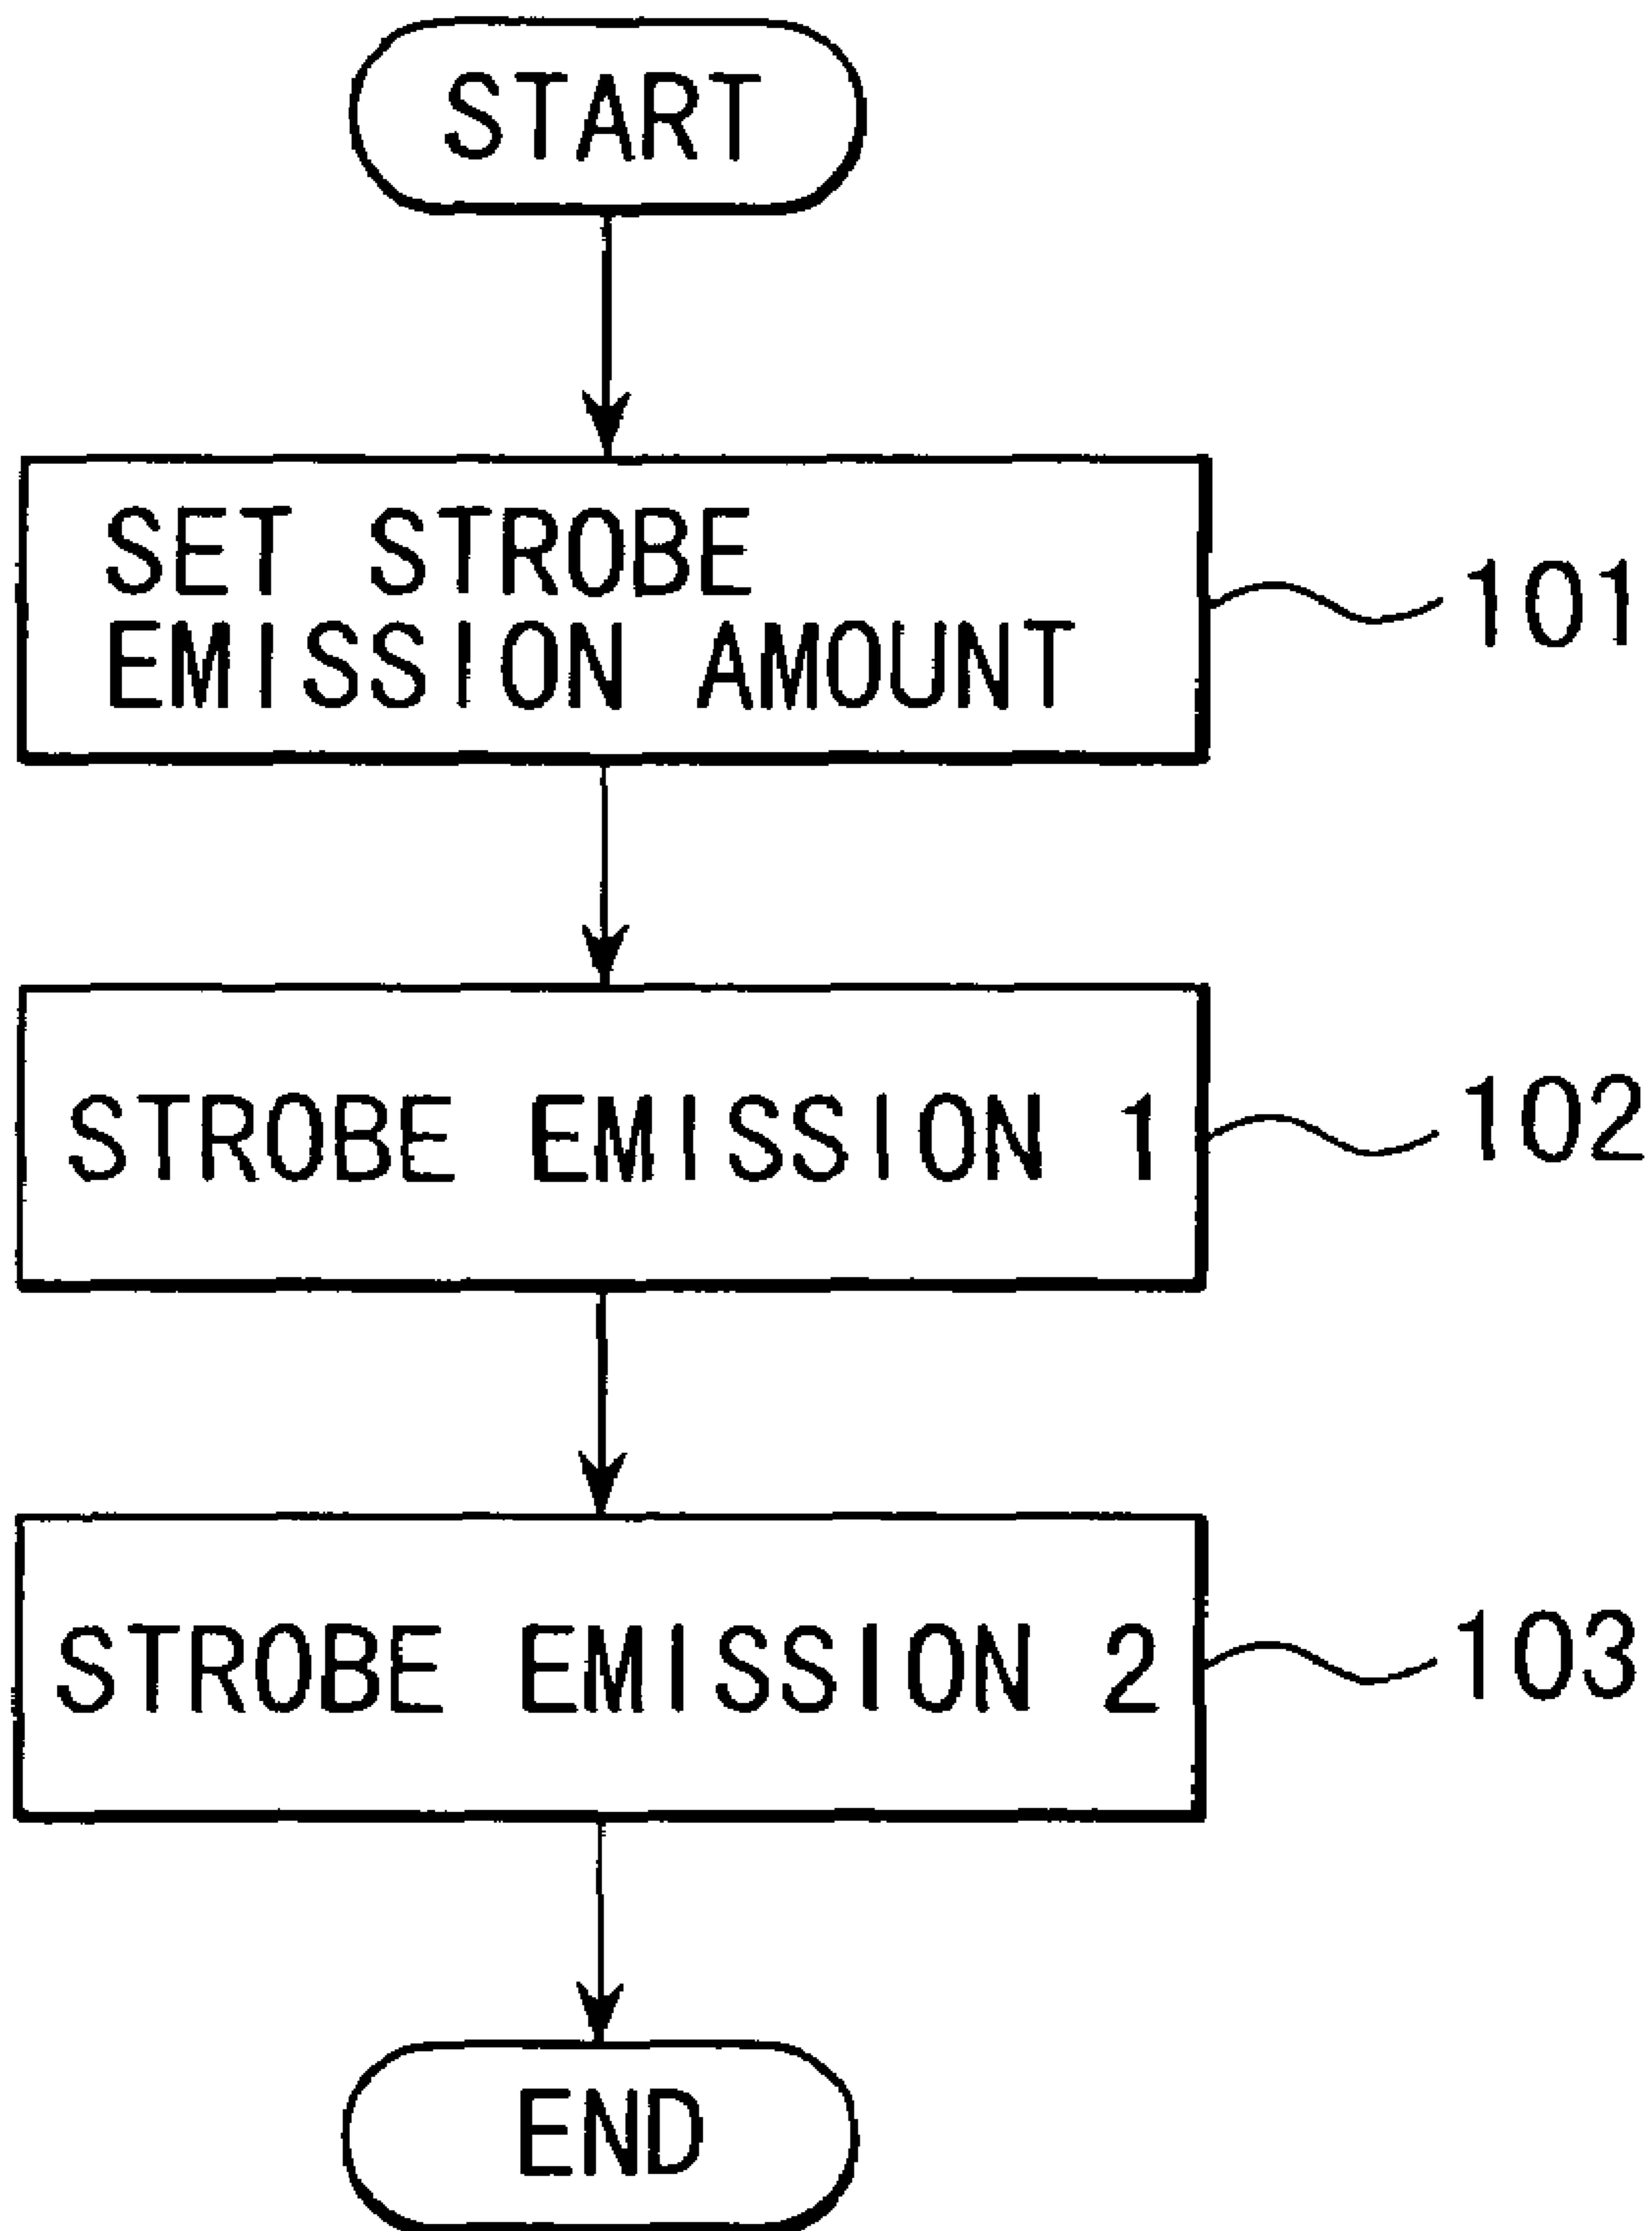 START
SET STROBE
EMISSION AMOUNT
101
STROBE EMISSION 1
102
STROBE EMISSION 2
103
END